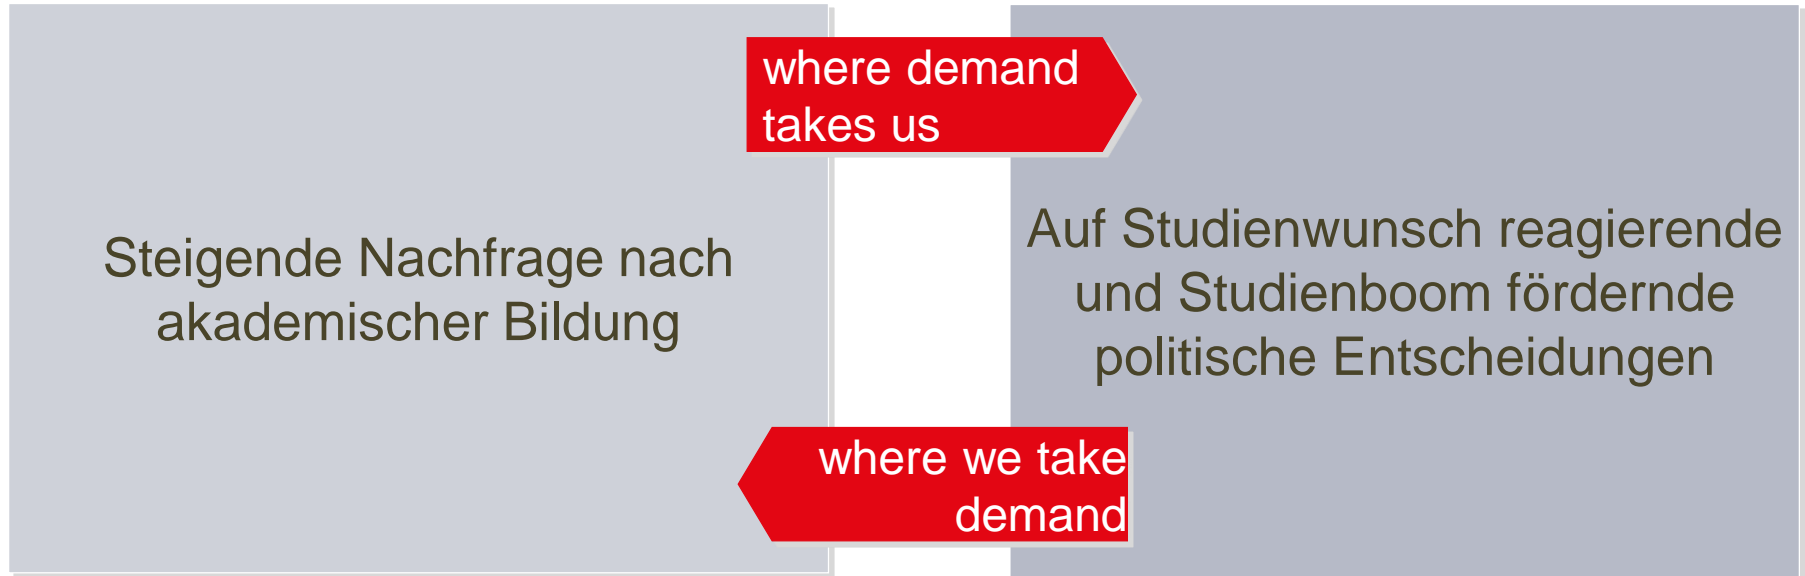 where demand
takes us
Steigende Nachfrage nach
akademischer Bildung
Auf Studienwunsch reagierende
und Studienboom fördernde
politische Entscheidungen
where we take
demand